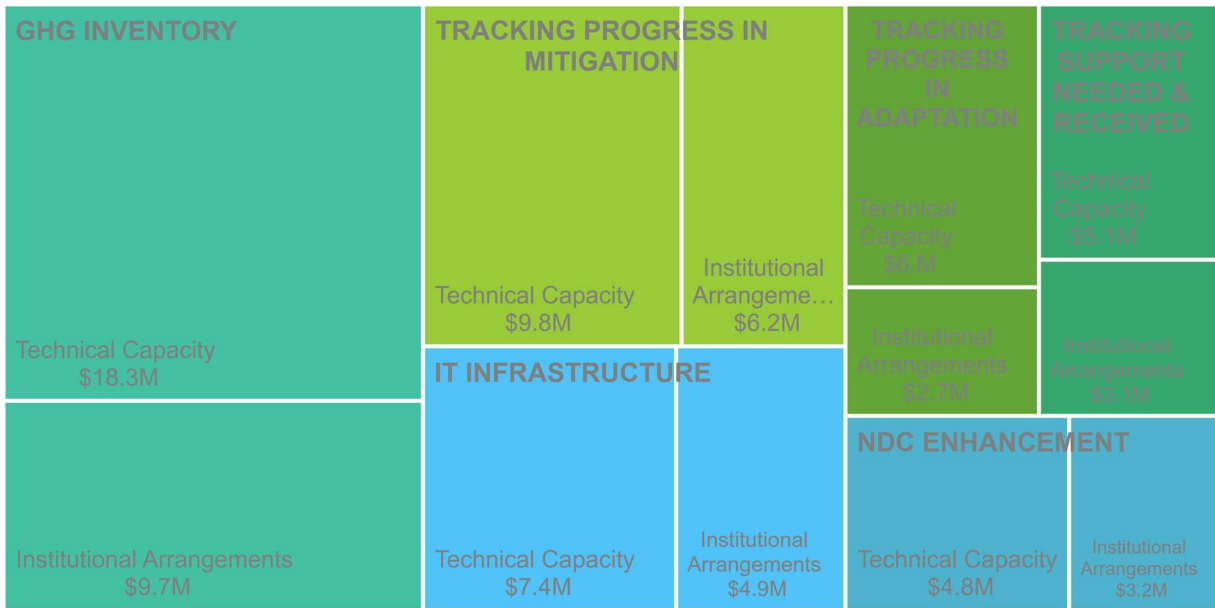 GHG INVENTORY
Technical Capacity
$18.3M
Institutional Arrangements
$9.7M
TRACKING PROGRESS IN
MITIGATION
Technical Capacity
$9.8M
Institutional
Arrangeme…
$6.2M
IT INFRASTRUCTURE
Technical Capacity
$7.4M
Institutional
Arrangements
$4.9M
TRACKING
PROGRESS
IN
ADAPTATION
Technical
Capacity
$6.M
Institutional
Arrangements
$2.7M
TRACKING
SUPPORT
NEEDED &
RECEIVED
Technical
Capacity
$5.1M
Institutional
Arrangements
$3.1M
NDC ENHANCEMENT
Technical Capacity
$4.8M
Institutional
Arrangements
$3.2M